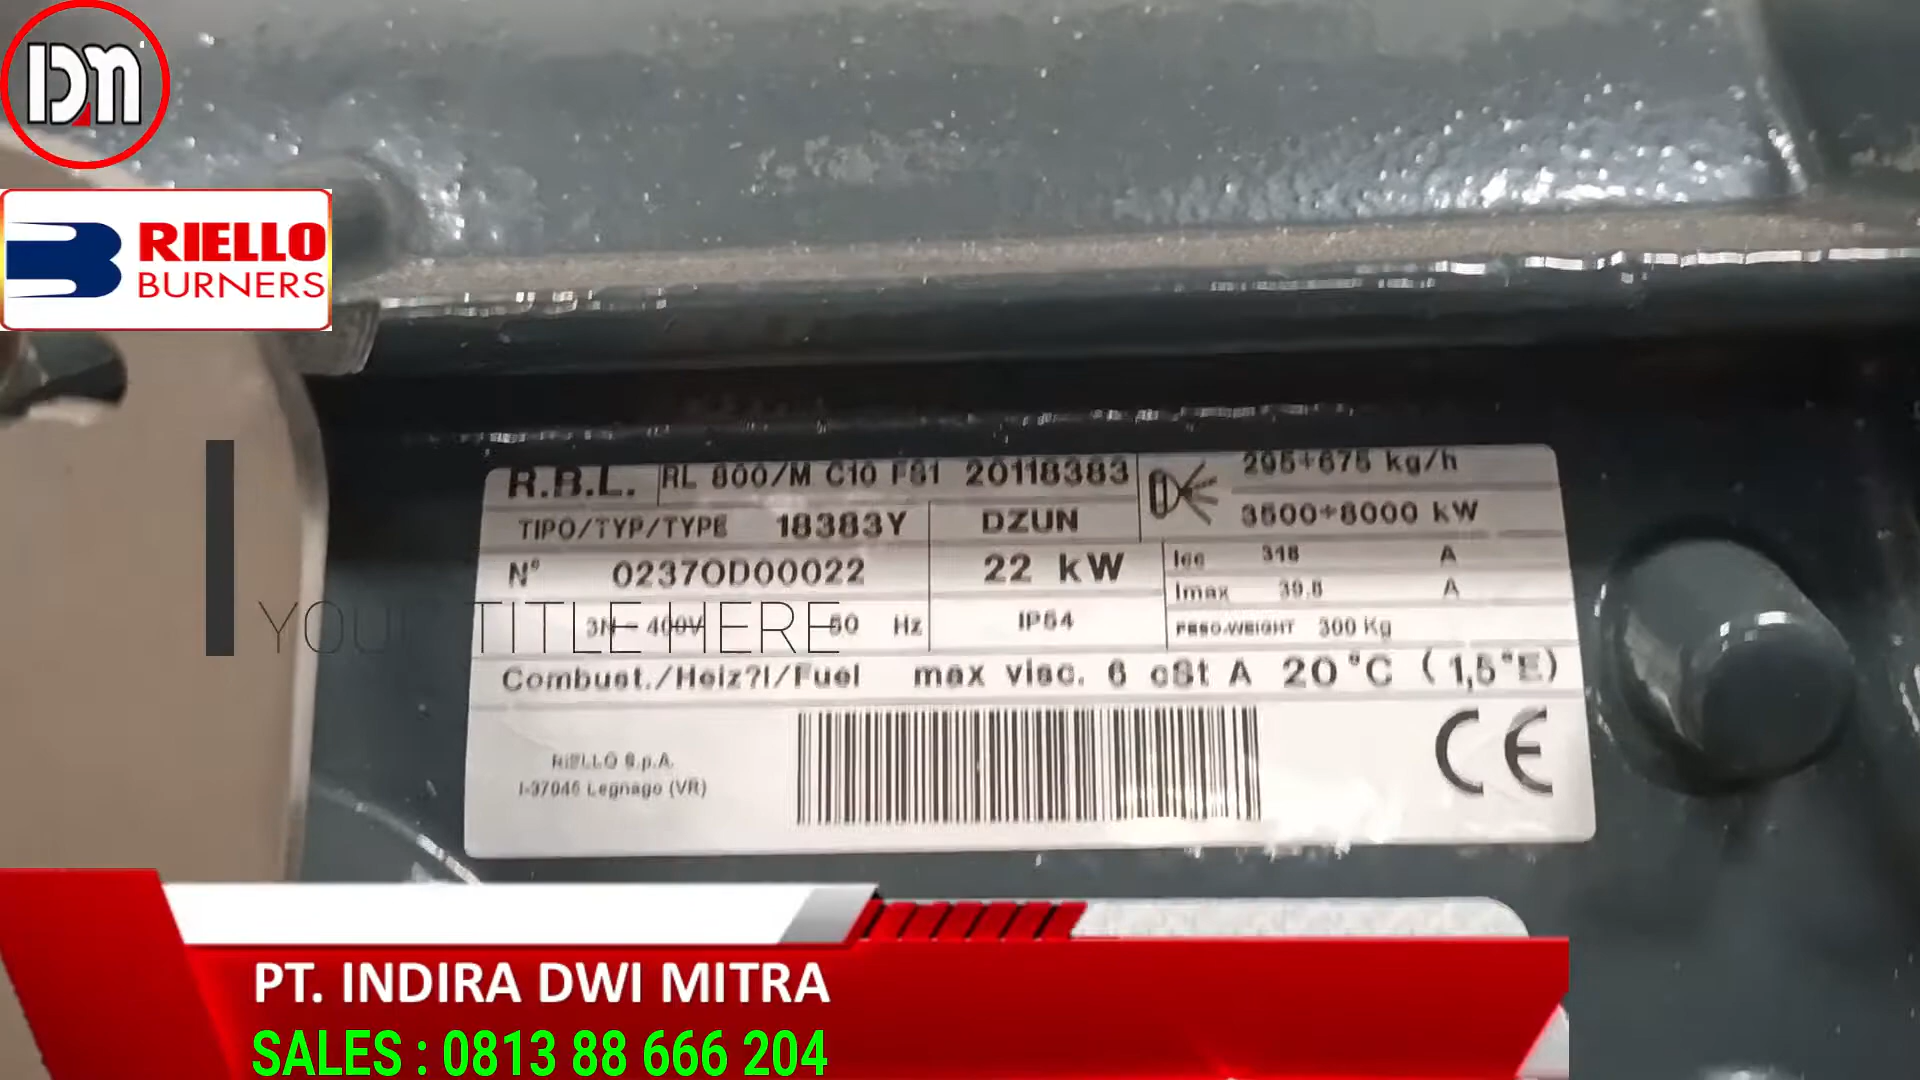 IDM
RIELLO
BURNERS
R.B.L. RL 800/M C10 FS1 20118383
295÷675 kg/h
3500÷8000 kW
TIPO/TYP/TYPE 18383Y DZUN
N° 0237OD00022 22 kW
Icc 318 A
Imax 39.8 A
3N ~ 400V 50 Hz IP54
PESO-WEIGHT 300 Kg
YOUR TITLE HERE
Combust./Heiz?l/Fuel max visc. 6 cSt A 20°C (1,5°E)
RIELLO S.p.A.
I-37045 Legnago (VR)
CE
PT. INDIRA DWI MITRA
SALES : 0813 88 666 204